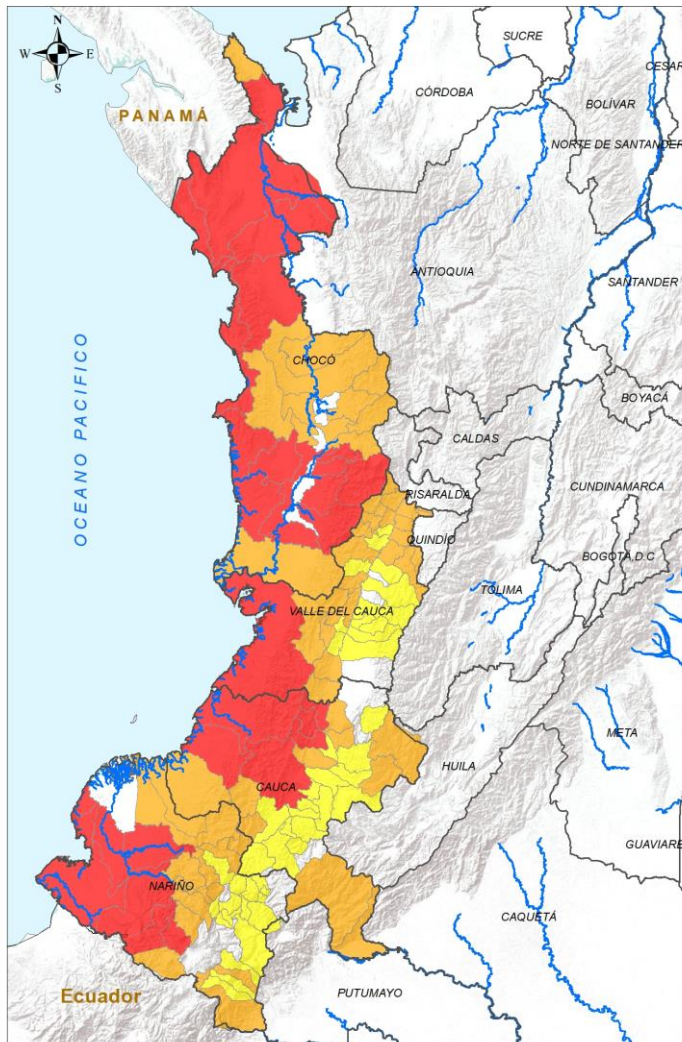 N
W E
S
SUCRE
CESAR
CÓRDOBA
BOLÍVAR
PANAMÁ
NORTE DE SANTANDER
ANTIOQUIA
SANTANDER
OCEANO PACIFICO
CHOCÓ
BOYACÁ
CALDAS
CUNDINAMARCA
RISARALDA
QUINDÍO
BOGOTÁ, D.C
TOLIMA
VALLE DEL CAUCA
META
HUILA
CAUCA
GUAVIARE
NARIÑO
CAQUETÁ
Ecuador
PUTUMAYO